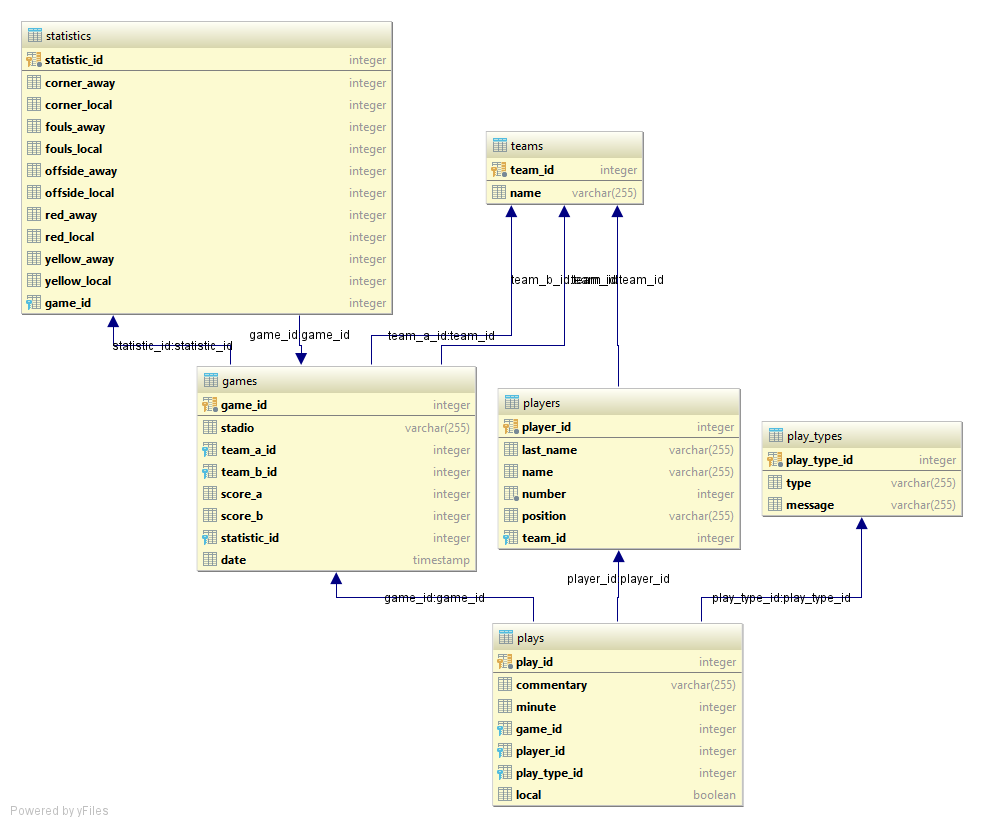 statistics
statistic_id integer
corner_away integer
corner_local integer
fouls_away integer
fouls_local integer
offside_away integer
offside_local integer
red_away integer
red_local integer
yellow_away integer
yellow_local integer
game_id integer
teams
team_id integer
name varchar(255)
team_b_id:team_id
team_id:team_id
game_id:game_id
team_a_id:team_id
statistic_id:statistic_id
games
game_id integer
stadio varchar(255)
team_a_id integer
team_b_id integer
score_a integer
score_b integer
statistic_id integer
date timestamp
players
player_id integer
last_name varchar(255)
name varchar(255)
number integer
position varchar(255)
team_id integer
play_types
play_type_id integer
type varchar(255)
message varchar(255)
player_id:player_id
game_id:game_id
play_type_id:play_type_id
plays
play_id integer
commentary varchar(255)
minute integer
game_id integer
player_id integer
play_type_id integer
local boolean
Powered by yFiles